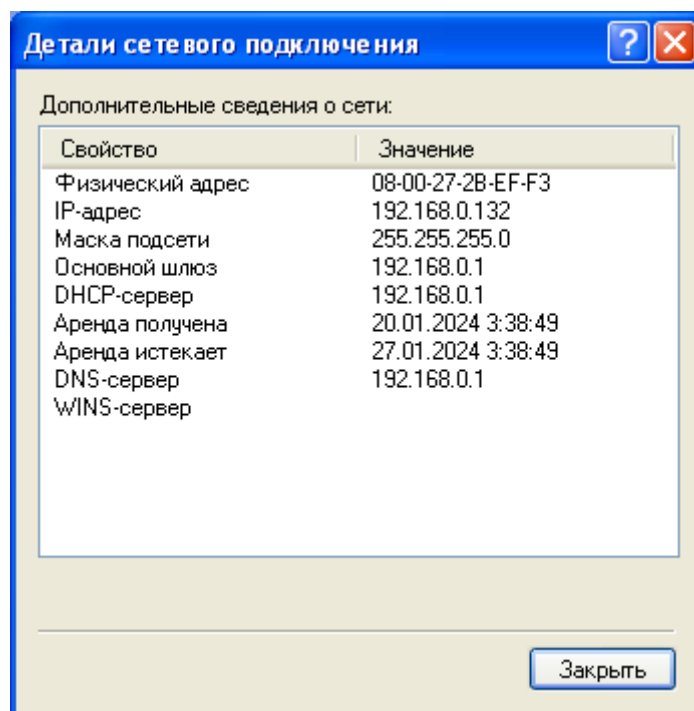 Детали сетевого подключения
Дополнительные сведения о сети:
Свойство Значение
Физический адрес 08-00-27-2B-EF-F3
IP-адрес 192.168.0.132
Маска подсети 255.255.255.0
Основной шлюз 192.168.0.1
DHCP-сервер 192.168.0.1
Аренда получена 20.01.2024 3:38:49
Аренда истекает 27.01.2024 3:38:49
DNS-сервер 192.168.0.1
WINS-сервер
Закрыть